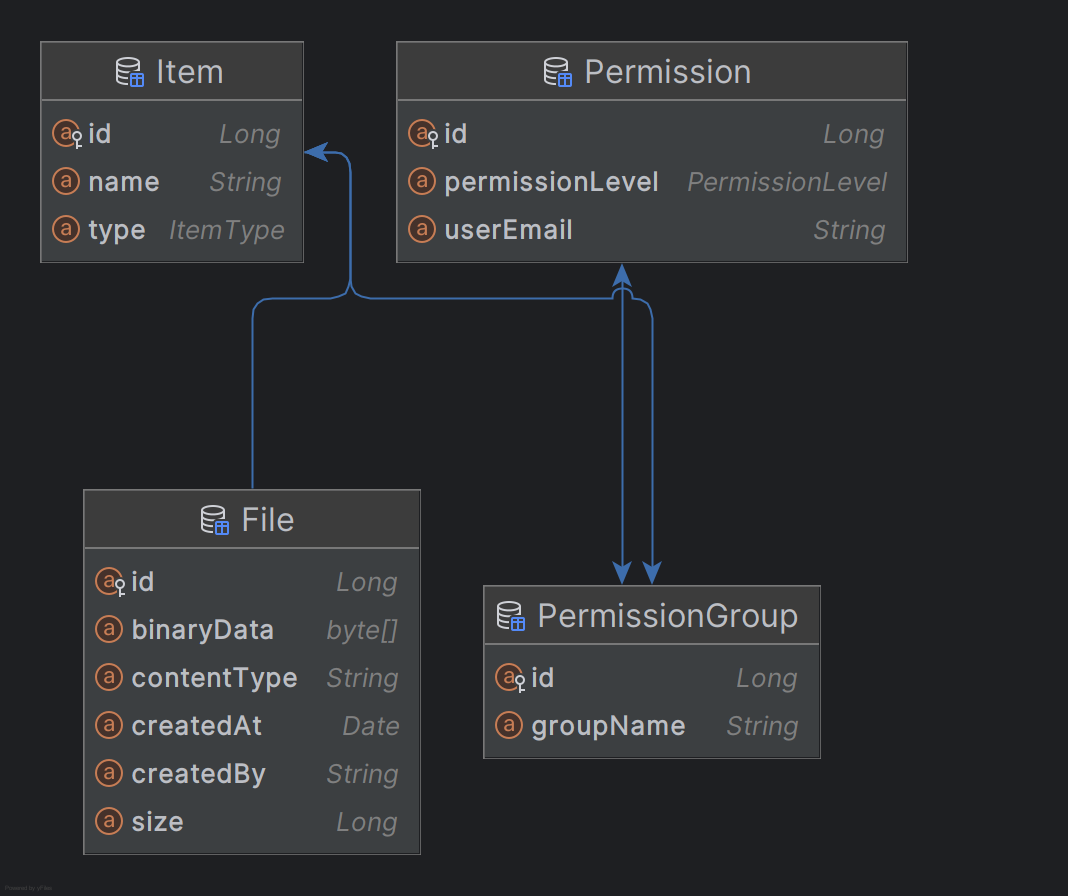 Item
id Long
name String
type ItemType
Permission
id Long
permissionLevel PermissionLevel
userEmail String
File
id Long
binaryData byte[]
contentType String
createdAt Date
createdBy String
size Long
PermissionGroup
id Long
groupName String
Powered by yFiles